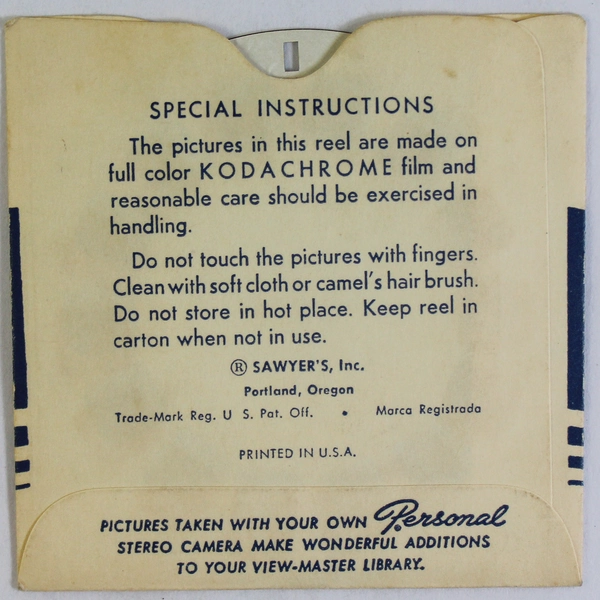 SPECIAL INSTRUCTIONS
The pictures in this reel are made on
full color KODACHROME film and
reasonable care should be exercised in
handling.
Do not touch the pictures with fingers.
Clean with soft cloth or camel's hair brush.
Do not store in hot place. Keep reel in
carton when not in use.
® SAWYER'S, Inc.
Portland, Oregon
Trade-Mark Reg. U S. Pat. Off. • Marca Registrada
PRINTED IN U.S.A.
PICTURES TAKEN WITH YOUR OWN Personal
STEREO CAMERA MAKE WONDERFUL ADDITIONS
TO YOUR VIEW-MASTER LIBRARY.